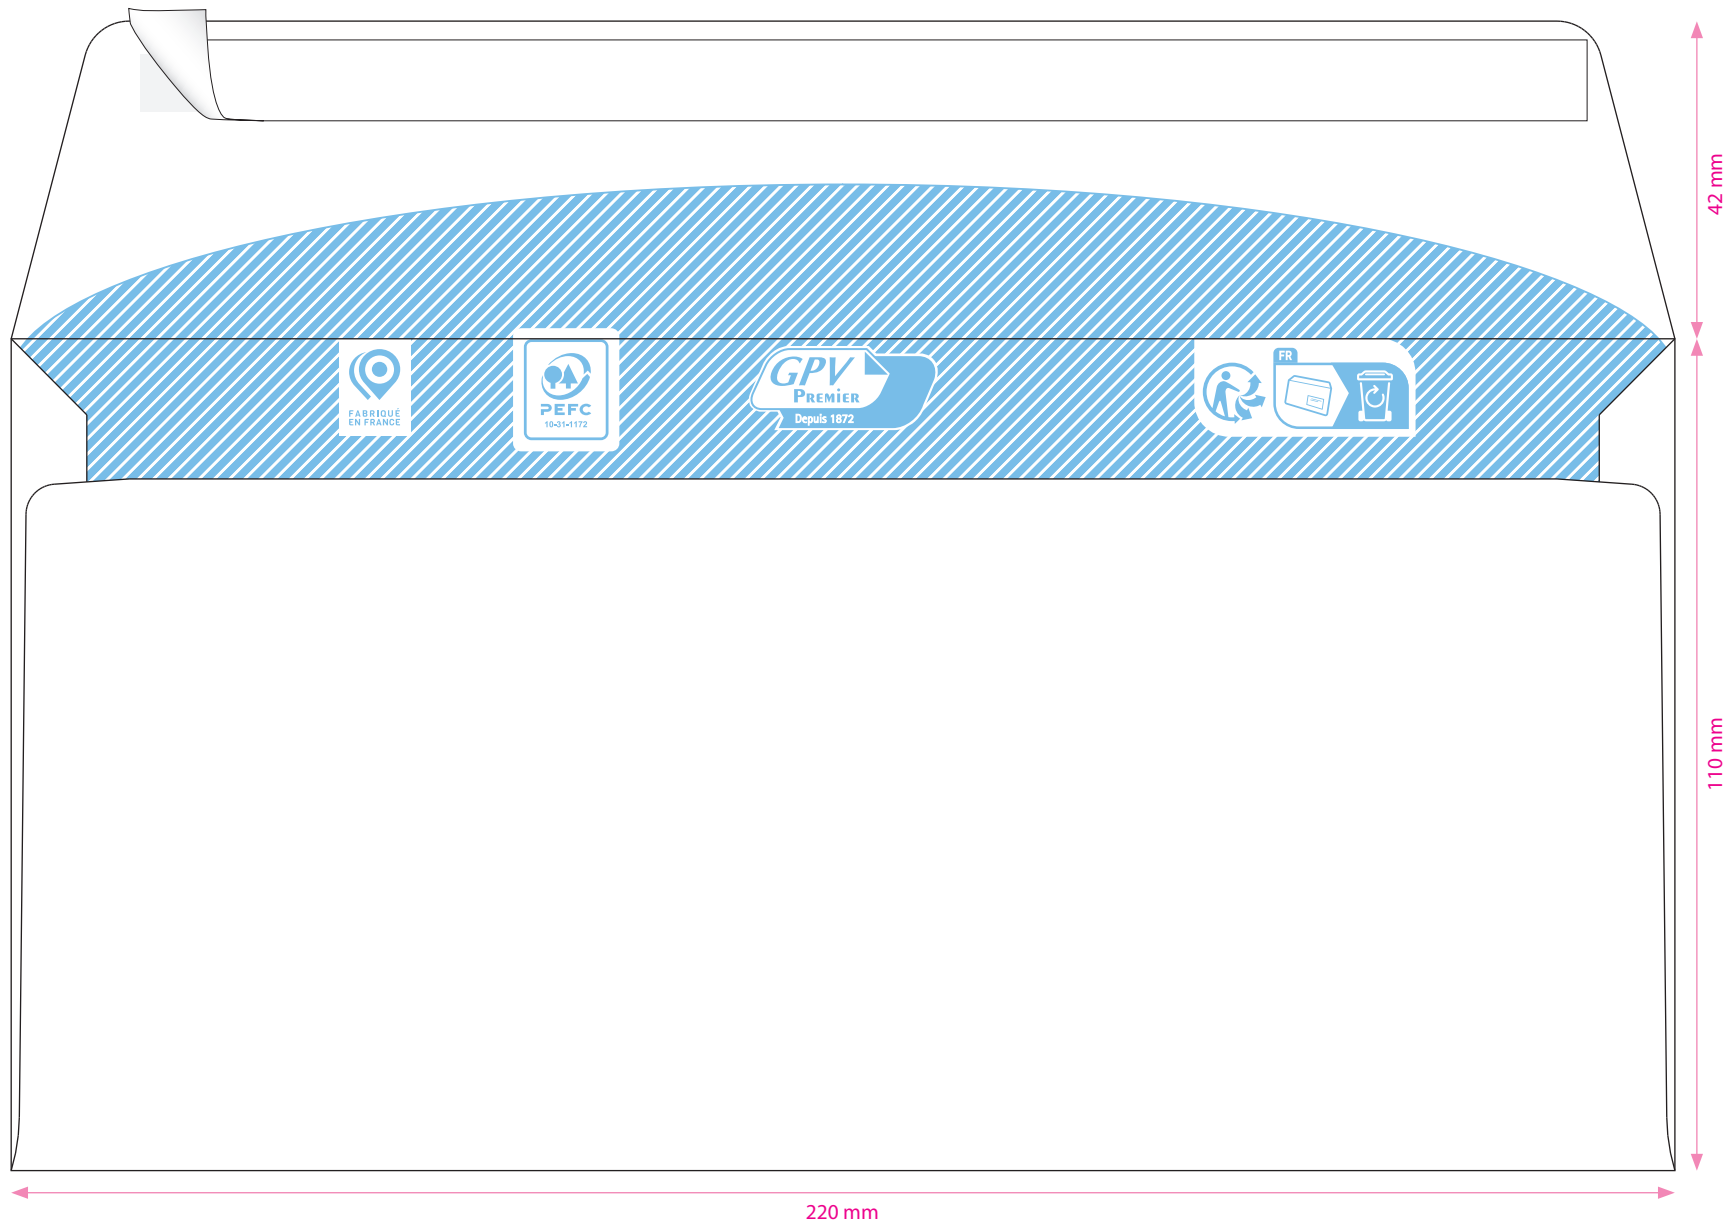 42 mm
FABRIQUÉ
EN FRANCE
PEFC
10-31-1172
GPV
PREMIER
Depuis 1872
FR
110 mm
220 mm